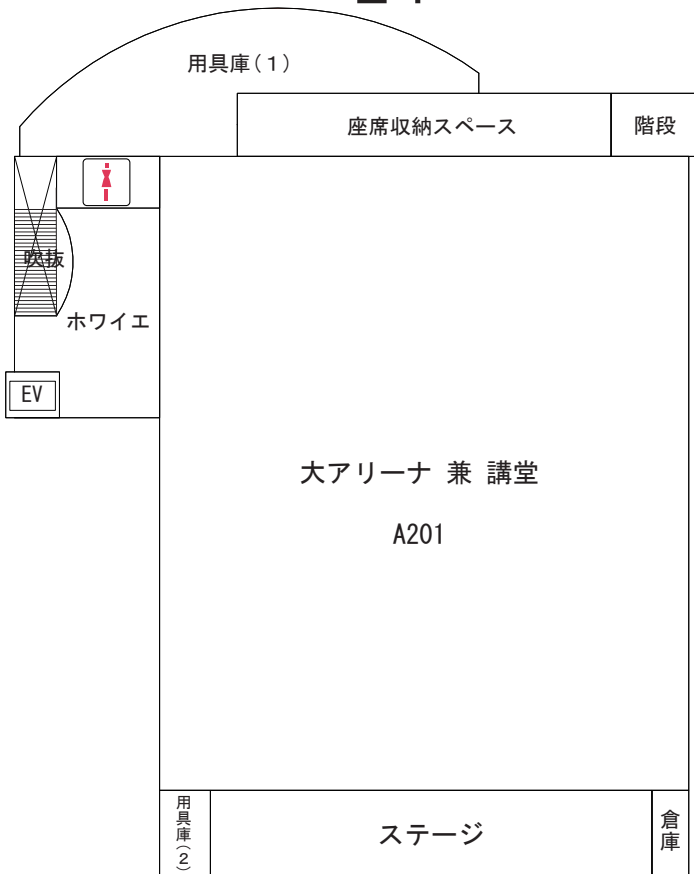 用具庫(1)
座席収納スペース
階段
吹抜
ホワイエ
EV
大アリーナ 兼 講堂
A201
用具庫(2)
ステージ
倉庫